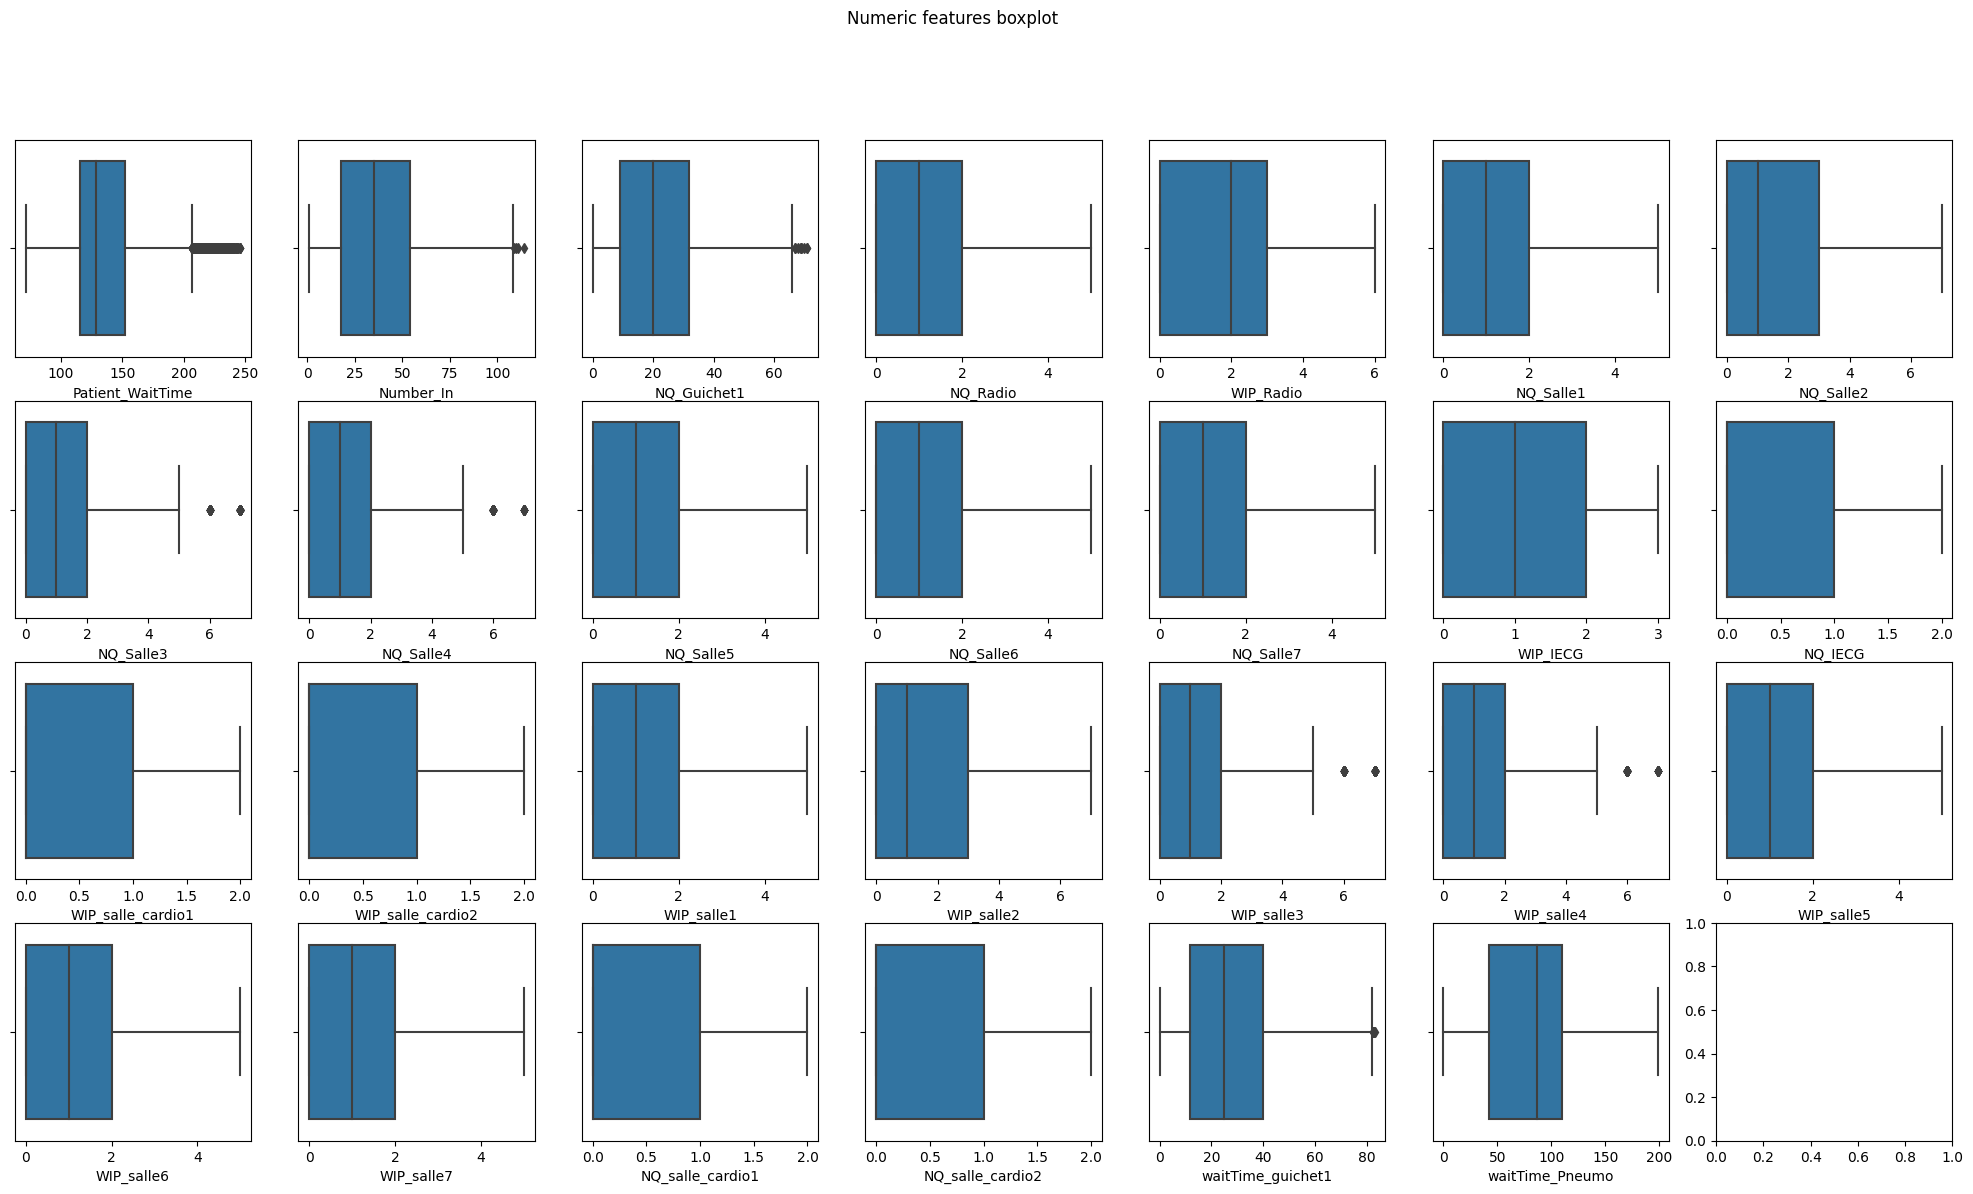 Numeric features boxplot
100 150 200 250
0 25 50 75 100
0 20 40 60
0 2 4
0 2 4 6
0 2 4
0 2 4 6
Patient_WaitTime
Number_In
NQ_Guichet1
NQ_Radio
WIP_Radio
NQ_Salle1
NQ_Salle2
0 2 4 6
0 2 4 6
0 2 4
0 2 4
0 2 4
0 1 2 3
0.0 0.5 1.0 1.5 2.0
NQ_Salle3
NQ_Salle4
NQ_Salle5
NQ_Salle6
NQ_Salle7
WIP_IECG
NQ_IECG
0.0 0.5 1.0 1.5 2.0
0.0 0.5 1.0 1.5 2.0
0 2 4
0 2 4 6
0 2 4 6
0 2 4 6
0 2 4
WIP_salle_cardio1
WIP_salle_cardio2
WIP_salle1
WIP_salle2
WIP_salle3
WIP_salle4
WIP_salle5
1.0
0.8
0.6
0.4
0.2
0.0
0 2 4
0 2 4
0.0 0.5 1.0 1.5 2.0
0.0 0.5 1.0 1.5 2.0
0 20 40 60 80
0 50 100 150 200
0.0 0.2 0.4 0.6 0.8 1.0
WIP_salle6
WIP_salle7
NQ_salle_cardio1
NQ_salle_cardio2
waitTime_guichet1
waitTime_Pneumo